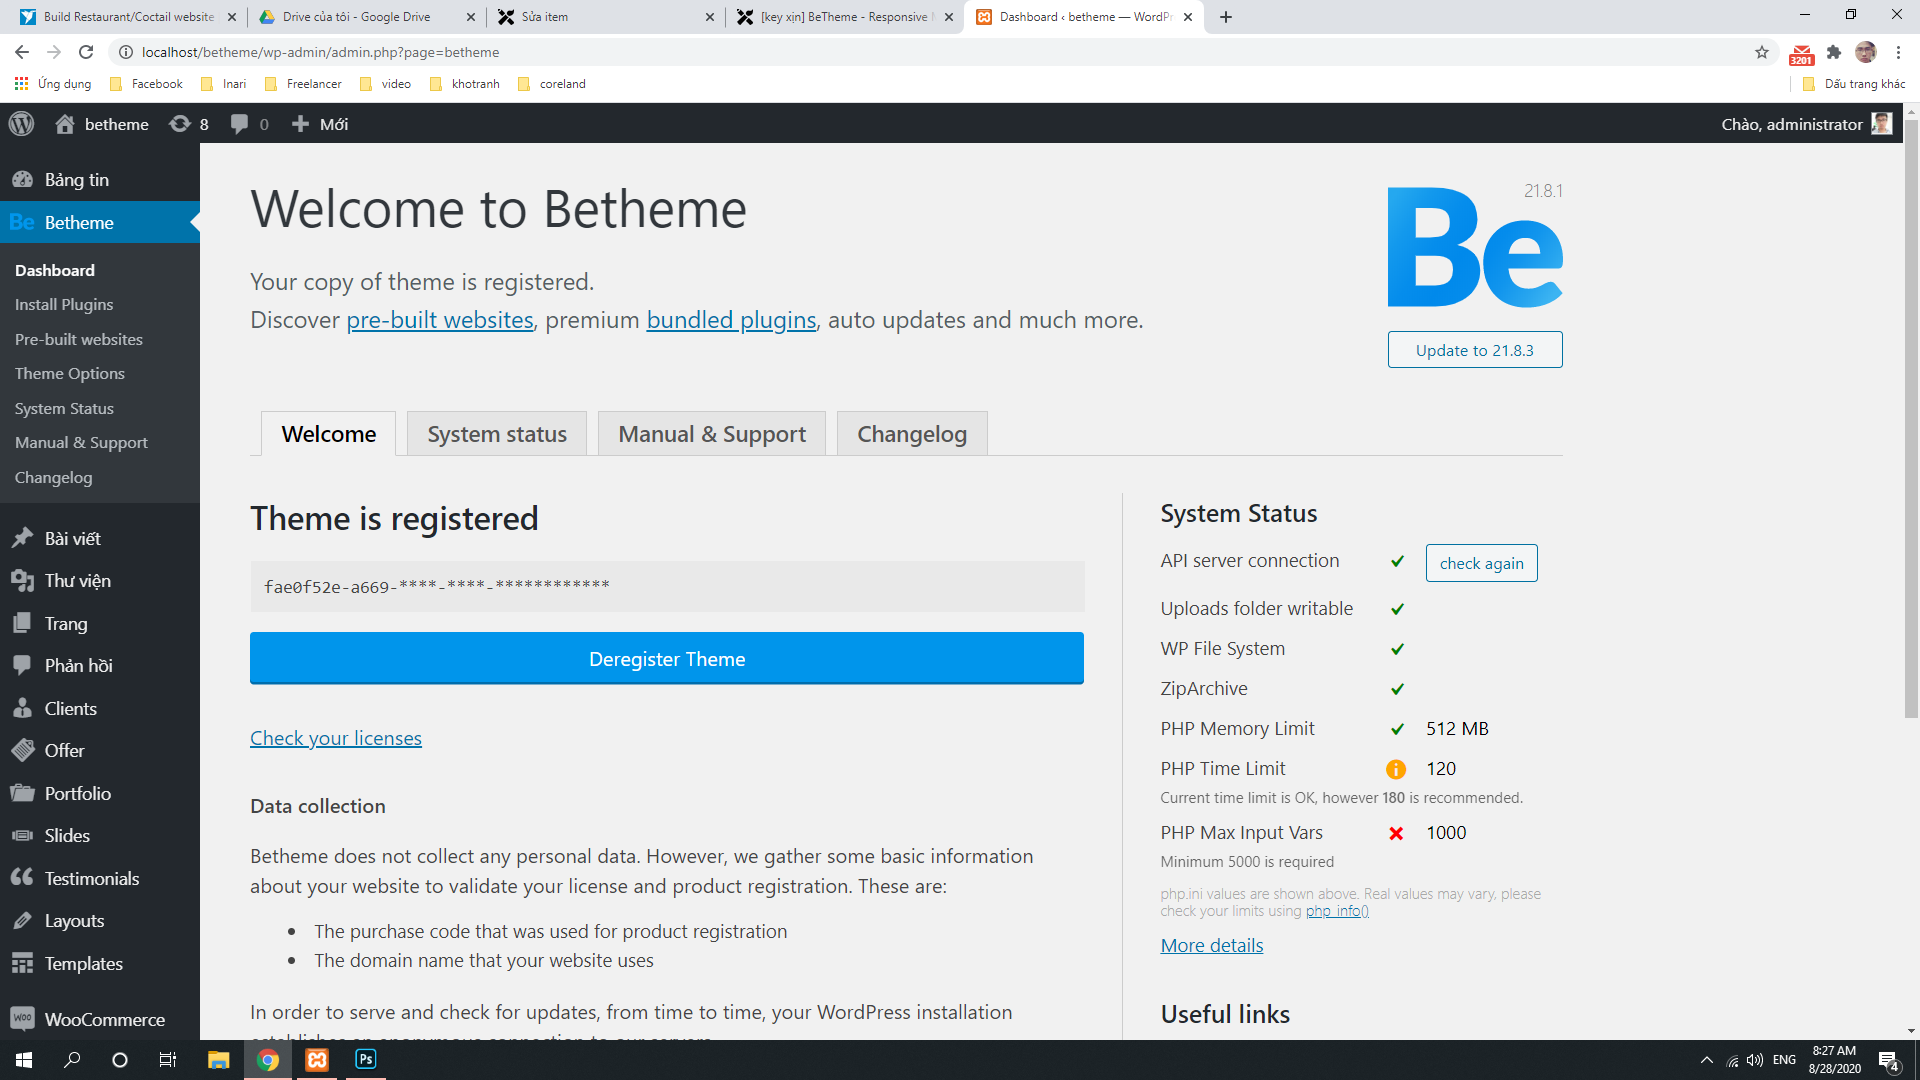 Build Restaurant/Coctail website
Drive của tôi - Google Drive
Sửa item
[key xịn] BeTheme - Responsive
Dashboard ‹ betheme — WordPr
localhost/betheme/wp-admin/admin.php?page=betheme
3201
Ứng dụng
Facebook
Inari
Freelancer
video
khotranh
coreland
Dấu trang khác
betheme
8
0
Mới
Chào, administrator
Bảng tin
Be
Betheme
Dashboard
Install Plugins
Pre-built websites
Theme Options
System Status
Manual & Support
Changelog
Bài viết
Thư viện
Trang
Phản hồi
Clients
Offer
Portfolio
Slides
Testimonials
Layouts
Templates
Woo
WooCommerce
Welcome to Betheme
Your copy of theme is registered.
Discover pre-built websites, premium bundled plugins, auto updates and much more.
21.8.1
Be
Update to 21.8.3
Welcome
System status
Manual & Support
Changelog
Theme is registered
fae0f52e-a669-****-****-************
Deregister Theme
Check your licenses
Data collection
Betheme does not collect any personal data. However, we gather some basic information
about your website to validate your license and product registration. These are:
The purchase code that was used for product registration
The domain name that your website uses
In order to serve and check for updates, from time to time, your WordPress installation
System Status
API server connection
check again
Uploads folder writable
WP File System
ZipArchive
PHP Memory Limit 512 MB
PHP Time Limit 120
Current time limit is OK, however 180 is recommended.
PHP Max Input Vars 1000
Minimum 5000 is required
php.ini values are shown above. Real values may vary, please
check your limits using php_info()
More details
Useful links
Ps
ENG
8:27 AM
8/28/2020
4